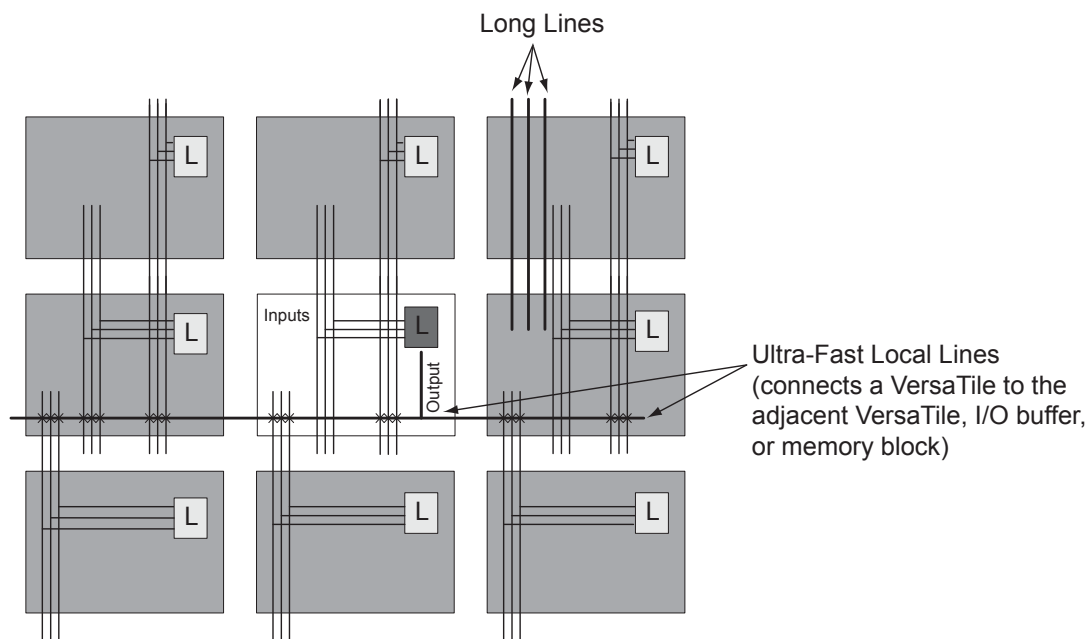 Long Lines
L
L
L
Inputs
L
L
L
Output
Ultra-Fast Local Lines
(connects a VersaTile to the
adjacent VersaTile, I/O buffer,
or memory block)
L
L
L